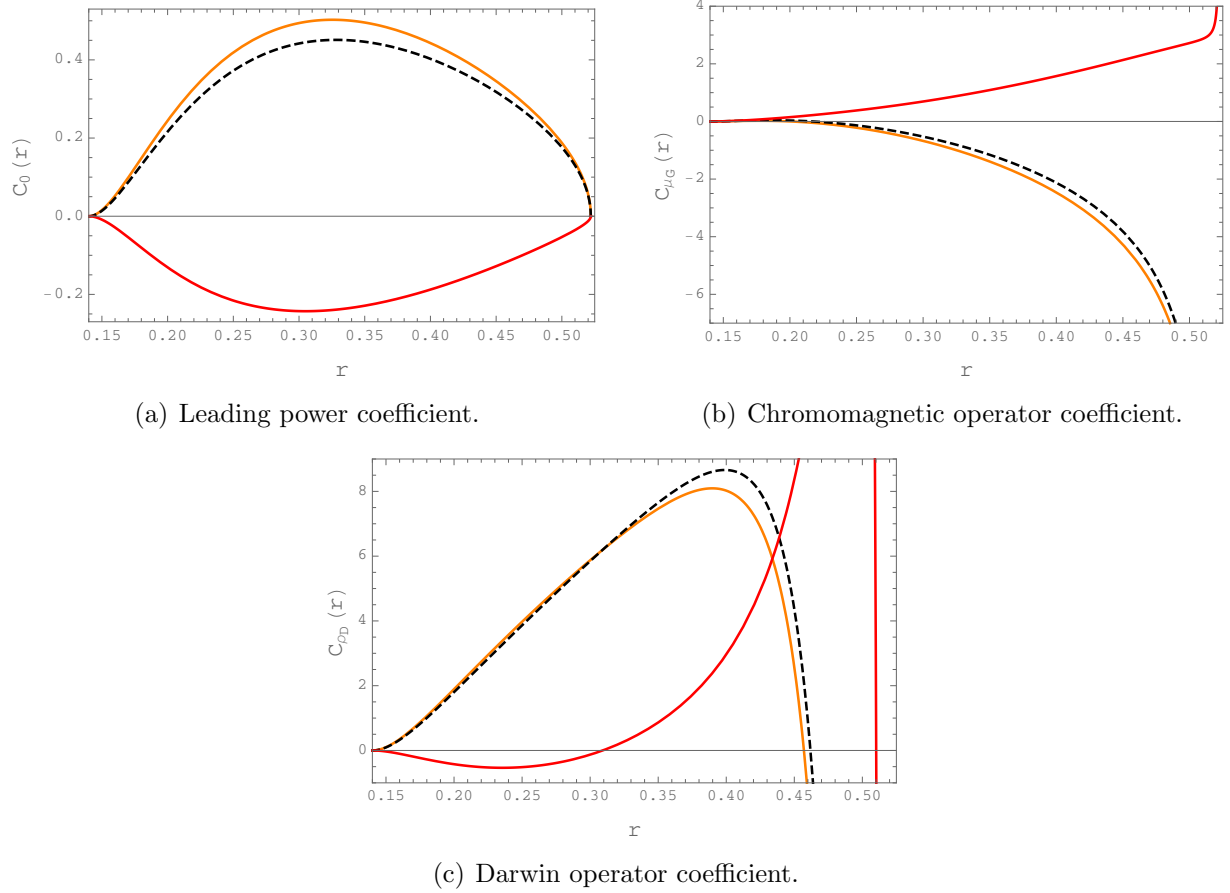 C₀(r)
0.4
0.2
0.0
−0.2
0.15 0.20 0.25 0.30 0.35 0.40 0.45 0.50
r
(a) Leading power coefficient.
C_{μ_G}(r)
4
2
0
−2
−4
−6
0.15 0.20 0.25 0.30 0.35 0.40 0.45 0.50
r
(b) Chromomagnetic operator coefficient.
C_{ρ_D}(r)
8
6
4
2
0
0.15 0.20 0.25 0.30 0.35 0.40 0.45 0.50
r
(c) Darwin operator coefficient.